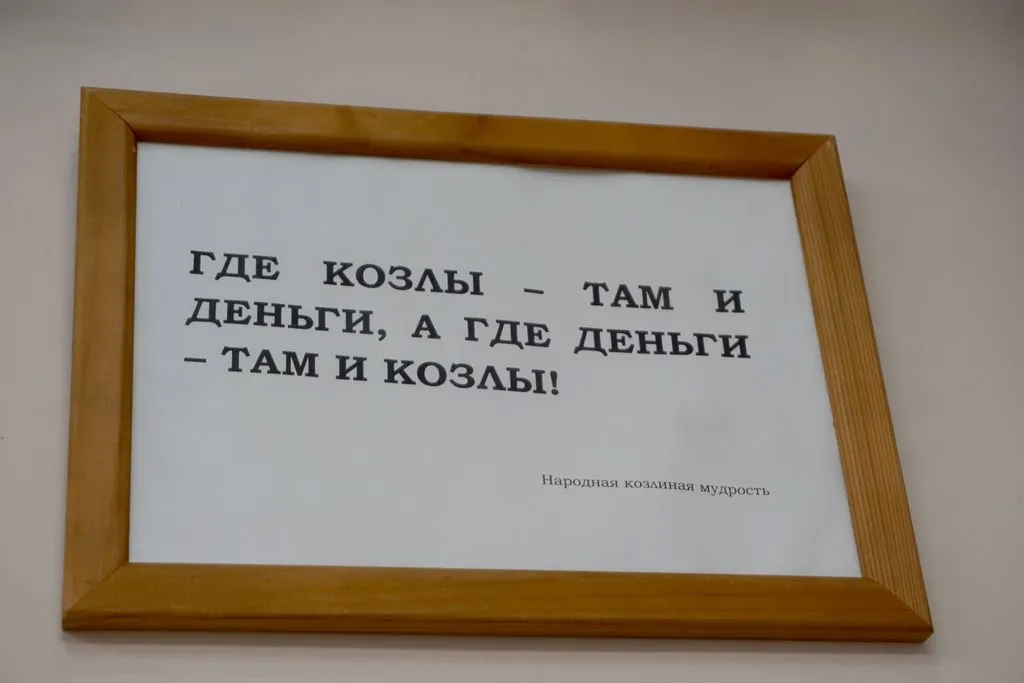 ГДЕ КОЗЛЫ – ТАМ И
ДЕНЬГИ, А ГДЕ ДЕНЬГИ
– ТАМ И КОЗЛЫ!
Народная козлиная мудрость